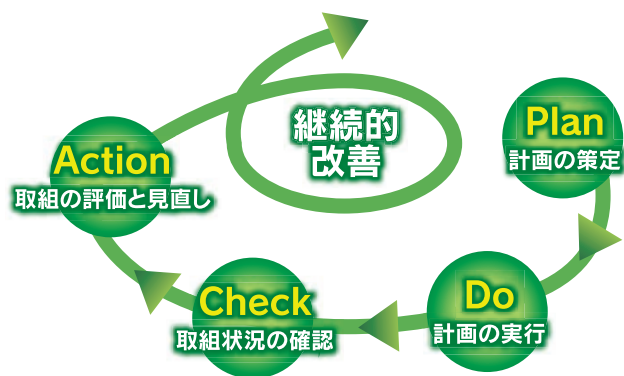 継続的
改善
Plan
計画の策定
Do
計画の実行
Check
取組状況の確認
Action
取組の評価と見直し